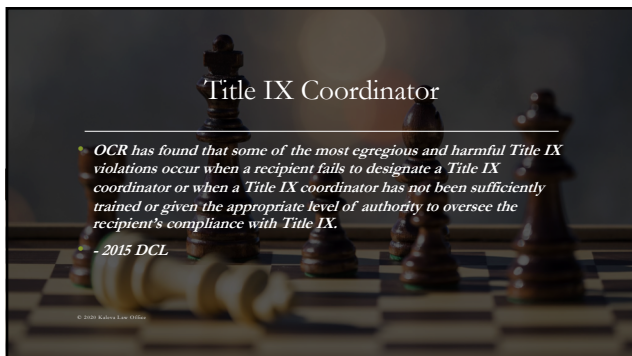 Title IX Coordinator
• OCR has found that some of the most egregious and harmful Title IX
violations occur when a recipient fails to designate a Title IX
coordinator or when a Title IX coordinator has not been sufficiently
trained or given the appropriate level of authority to oversee the
recipient's compliance with Title IX.
• - 2015 DCL
© 2020 Kaleva Law Office